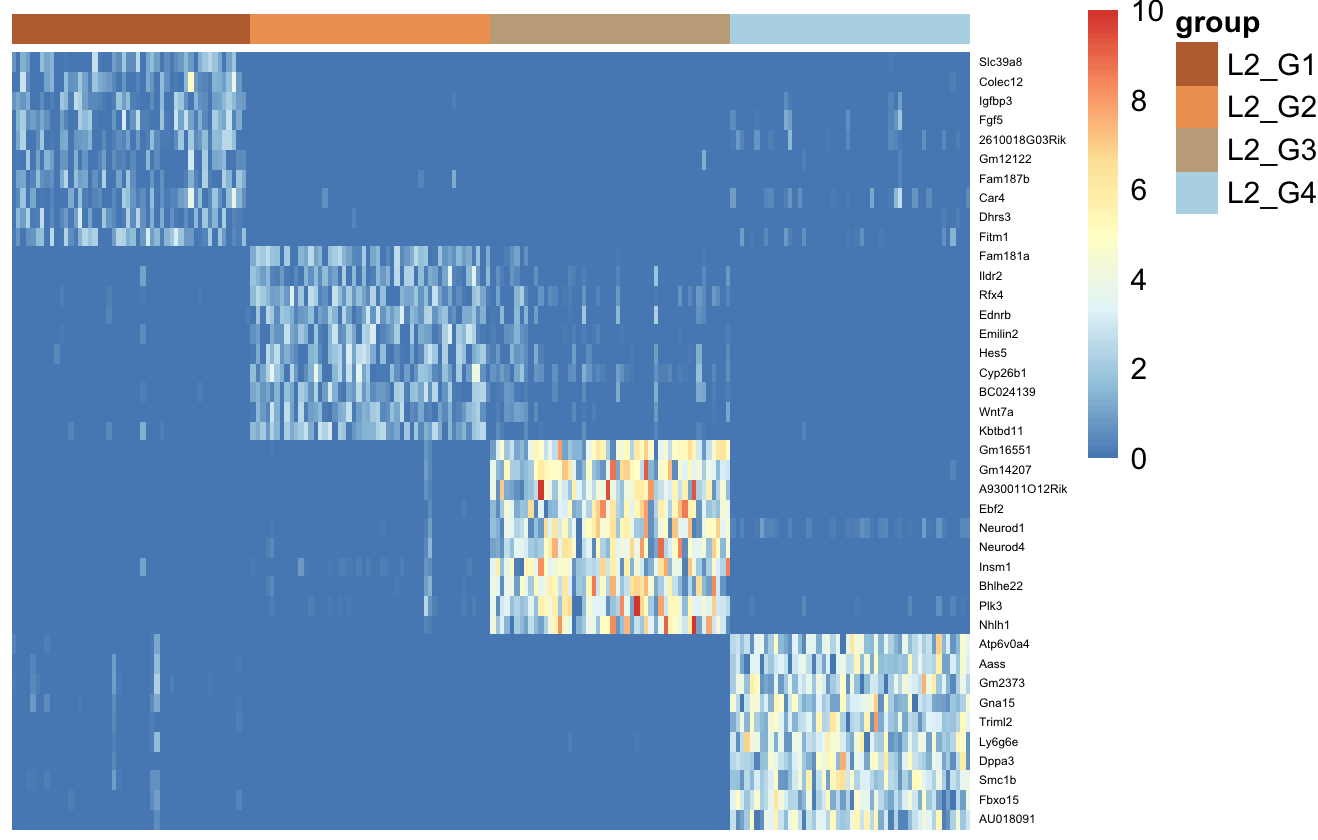 Slc39a8
Colec12
Igfbp3
Fgf5
2610018G03Rik
Gm12122
Fam187b
Car4
Dhrs3
Fitm1
Fam181a
Ildr2
Rfx4
Ednrb
Emilin2
Hes5
Cyp26b1
BC024139
Wnt7a
Kbtbd11
Gm16551
Gm14207
A930011O12Rik
Ebf2
Neurod1
Neurod4
Insm1
Bhlhe22
Plk3
Nhlh1
Atp6v0a4
Aass
Gm2373
Gna15
Triml2
Ly6g6e
Dppa3
Smc1b
Fbxo15
AU018091
10
8
6
4
2
0
group
L2_G1
L2_G2
L2_G3
L2_G4